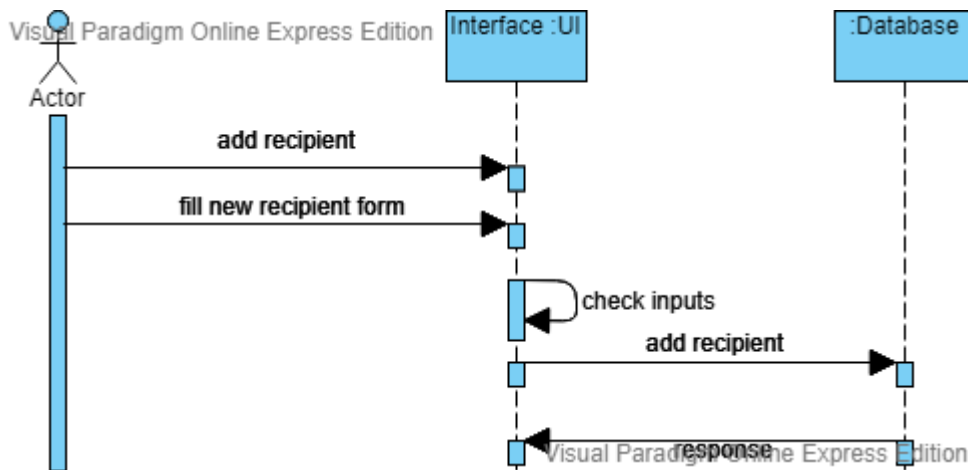 Visual Paradigm Online Express Edition
Interface :UI
:Database
Actor
add recipient
fill new recipient form
check inputs
add recipient
response
Visual Paradigm Online Express Edition